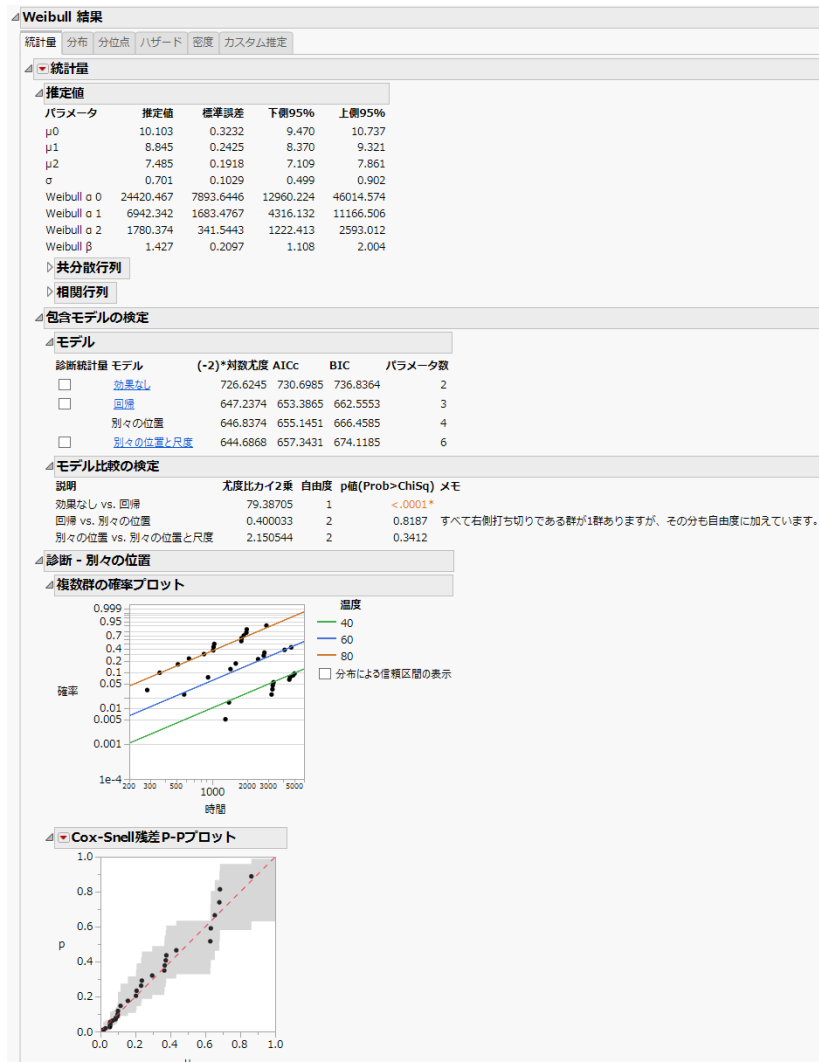 Weibull 結果
統計量 分布 分位点 ハザード 密度 カスタム推定
統計量
推定値
パラメータ 推定値 標準誤差 下側95% 上側95%
μ0 10.103 0.3232 9.470 10.737
μ1 8.845 0.2425 8.370 9.321
μ2 7.485 0.1918 7.109 7.861
σ 0.701 0.1029 0.499 0.902
Weibull α 0 24420.467 7893.6446 12960.224 46014.574
Weibull α 1 6942.342 1683.4767 4316.132 11166.506
Weibull α 2 1780.374 341.5443 1222.413 2593.012
Weibull β 1.427 0.2097 1.108 2.004
共分散行列
相関行列
包含モデルの検定
モデル
診断統計量 モデル (-2)*対数尤度 AICc BIC パラメータ数
効果なし 726.6245 730.6985 736.8364 2
回帰 647.2374 653.3865 662.5553 3
別々の位置 646.8374 655.1451 666.4585 4
別々の位置と尺度 644.6868 657.3431 674.1185 6
モデル比較の検定
説明 尤度比カイ2乗 自由度 p値(Prob>ChiSq) メモ
効果なし vs. 回帰 79.38705 1 <.0001*
回帰 vs. 別々の位置 0.400033 2 0.8187 すべて右側打ち切りである群が1群ありますが、その分も自由度に加えています。
別々の位置 vs. 別々の位置と尺度 2.150544 2 0.3412
診断 - 別々の位置
複数群の確率プロット
0.999
0.95
0.7
0.4
0.2
0.1
0.05
0.01
0.005
0.001
1e-4
確率
200 300 500 1000 2000 3000 5000
時間
温度
40
60
80
分布による信頼区間の表示
Cox-Snell残差P-Pプロット
1.0
0.8
0.6
0.4
0.2
0.0
p
0.0 0.2 0.4 0.6 0.8 1.0